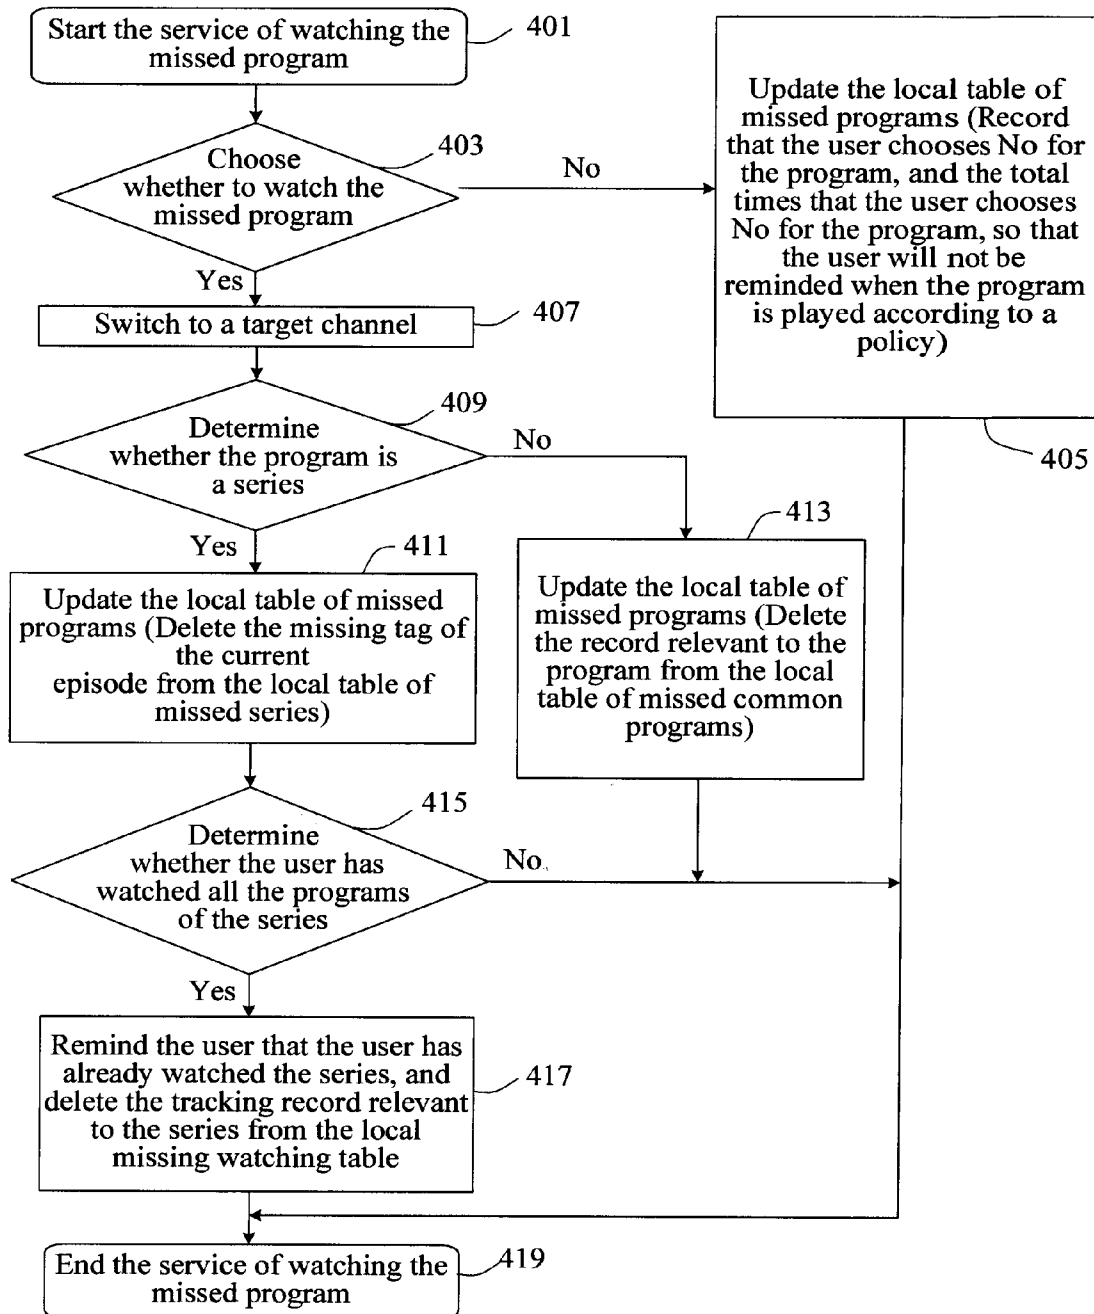 Start the service of watching the
missed program
401
Choose
whether to watch the
missed program
403
No
Yes
Update the local table of
missed programs (Record
that the user chooses No for
the program, and the total
times that the user chooses
No for the program, so that
the user will not be
reminded when the program
is played according to a
policy)
405
Switch to a target channel
407
Determine
whether the program is
a series
409
No
Yes
411
Update the local table of missed
programs (Delete the missing tag of
the current
episode from the local table of
missed series)
413
Update the local table of
missed programs (Delete
the record relevant to the
program from the local
table of missed common
programs)
Determine
whether the user has
watched all the programs
of the series
415
No
Yes
Remind the user that the user has
already watched the series, and
delete the tracking record relevant
to the series from the local
missing watching table
417
End the service of watching the
missed program
419